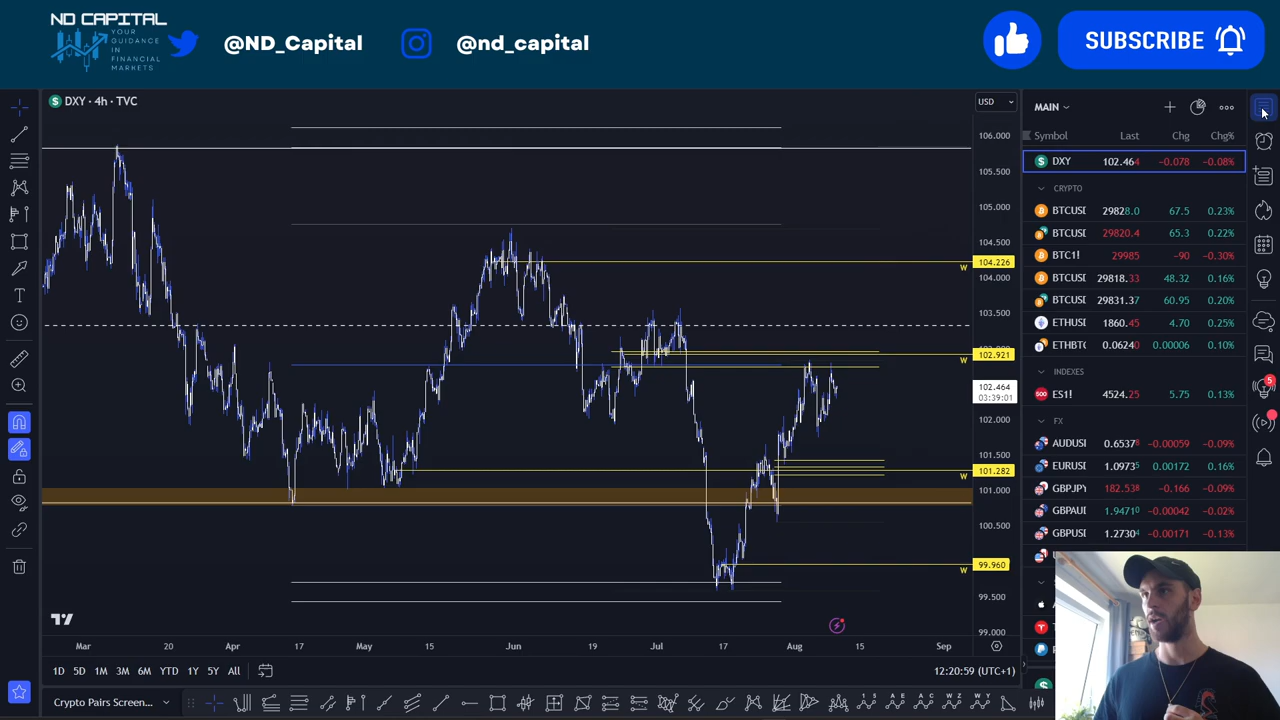 ND CAPITAL
YOUR
GUIDANCE
IN
FINANCIAL
MARKETS
@ND_Capital
@nd_capital
SUBSCRIBE
DXY · 4h · TVC
USD
106.000
105.500
105.000
104.500
104.226
W
104.000
103.500
102.921
W
102.464
03:39:01
102.000
101.500
101.282
W
101.000
100.500
99.960
W
99.500
99.000
Mar
20
Apr
17
May
15
Jun
19
Jul
17
Aug
15
Sep
1D
5D
1M
3M
6M
YTD
1Y
5Y
All
12:20:59 (UTC+1)
Crypto Pairs Screen...
MAIN
Symbol Last Chg Chg%
DXY 102.464 −0.078 −0.08%
CRYPTO
BTCUSI 29828.0 67.5 0.23%
BTCUSI 29820.4 65.3 0.22%
BTC1! 29985 −90 −0.30%
BTCUSI 29818.33 48.32 0.16%
BTCUSI 29831.37 60.95 0.20%
ETHUSI 1860.45 4.70 0.25%
ETHBTC 0.0624 0.00006 0.10%
INDEXES
500 ES1! 4524.25 5.75 0.13%
FX
AUDUSI 0.6537⁸ −0.00059 −0.09%
EURUSI 1.0973⁵ 0.00172 0.16%
GBPJPY 182.53⁸ −0.166 −0.09%
GBPAUI 1.9471⁰ −0.00042 −0.02%
GBPUSI 1.2730⁴ −0.00171 −0.13%
5